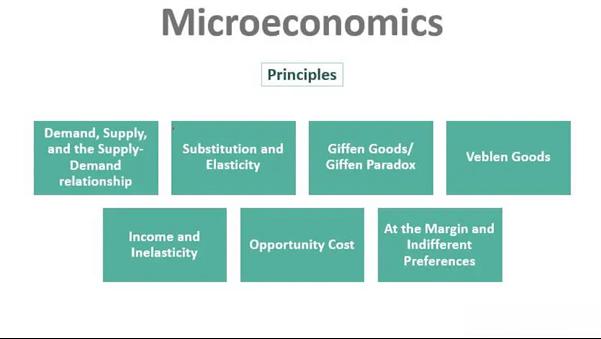 Microeconomics
Principles
Demand, Supply,
and the Supply-
Demand
relationship
Substitution and
Elasticity
Giffen Goods/
Giffen Paradox
Veblen Goods
Income and
Inelasticity
Opportunity Cost
At the Margin and
Indifferent
Preferences